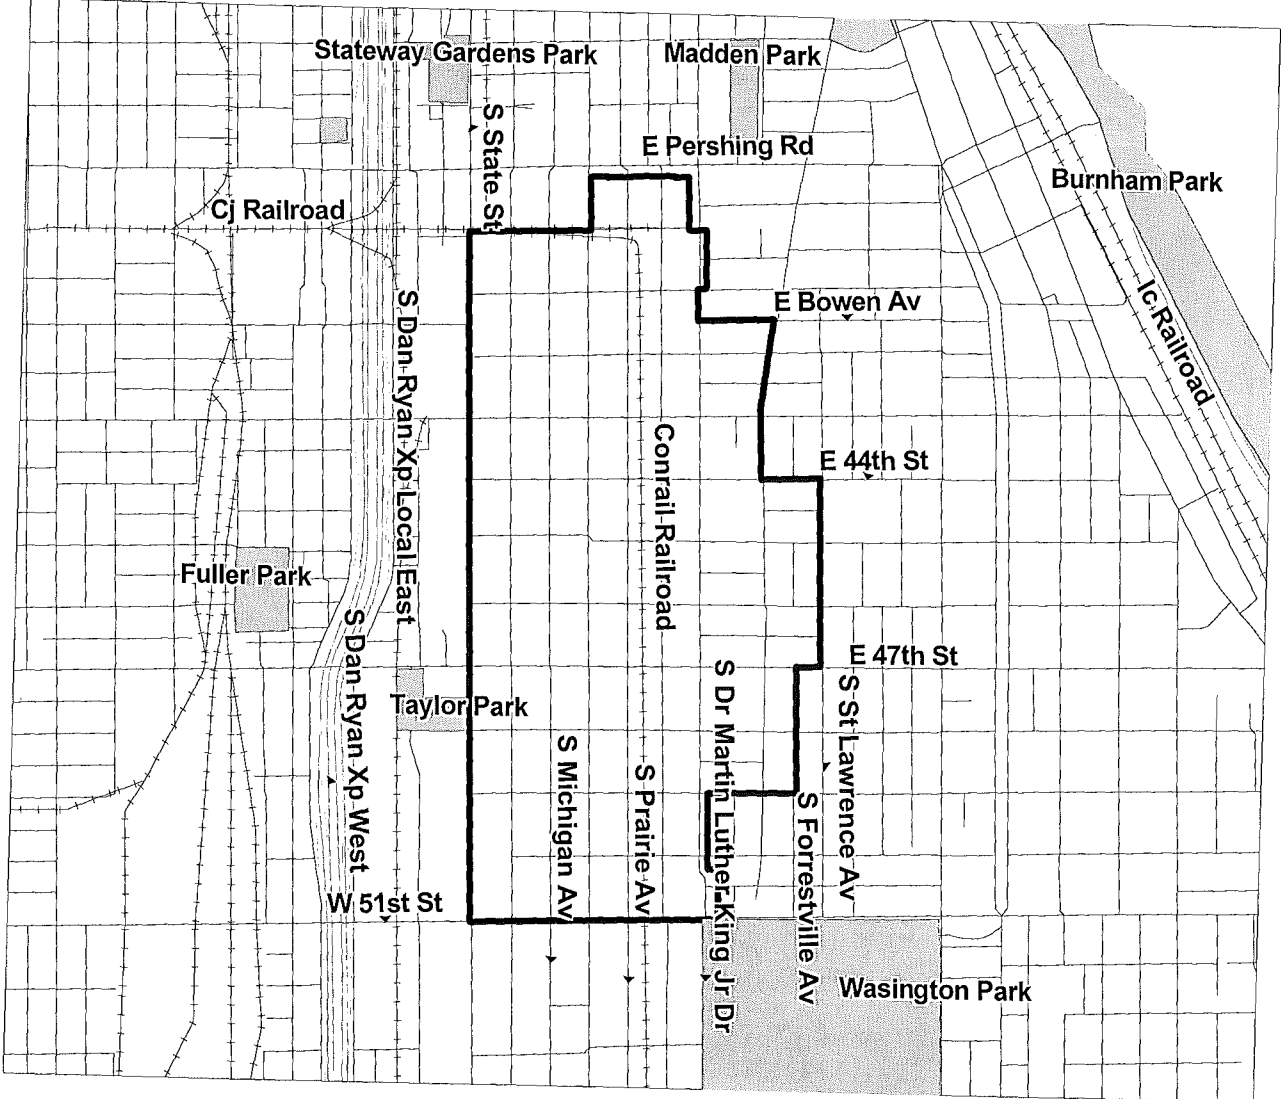 Stateway Gardens Park
Madden Park
S State St
E Pershing Rd
Burnham Park
Cj Railroad
E Bowen Av
Ic Railroad
S Dan Ryan Xp Local East
Conrail Railroad
E 44th St
Fuller Park
S Dan Ryan Xp West
E 47th St
S Dr Martin Luther King Jr Dr
S St Lawrence Av
Taylor Park
S Michigan Av
S Prairie Av
S Forrestville Av
W 51st St
Wasington Park